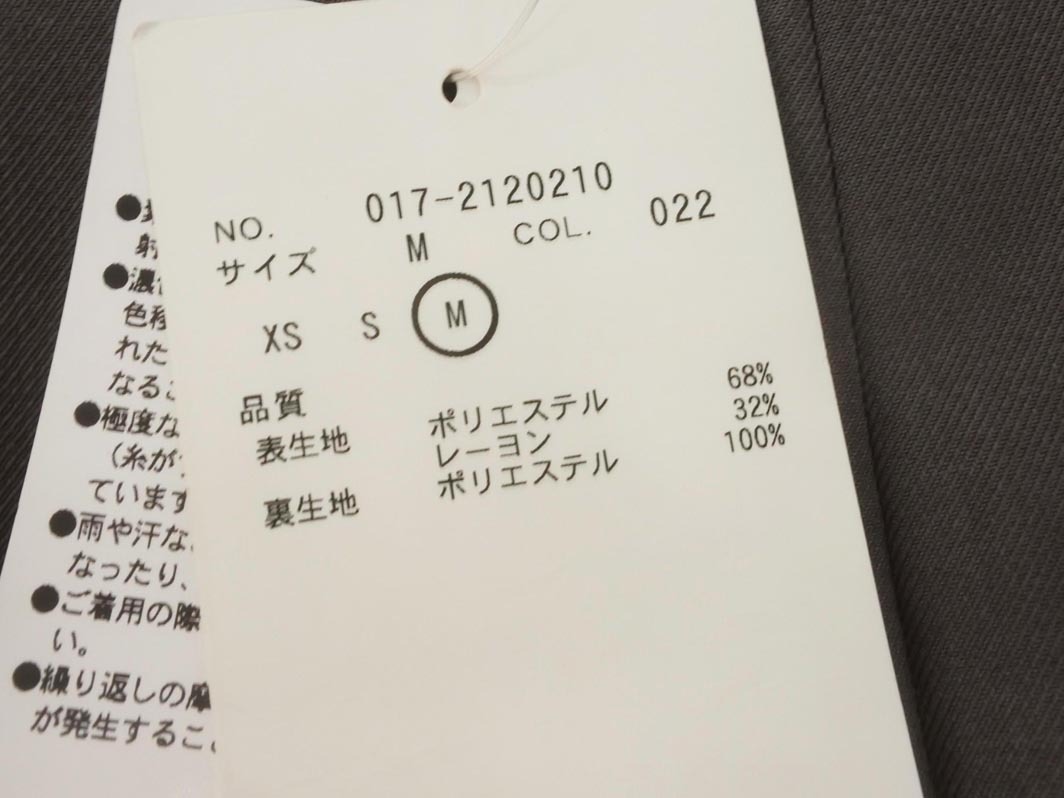 NO. 017-2120210
サイズ M COL. 022
XS S M
品質
表生地 ポリエステル 68%
レーヨン 32%
裏生地 ポリエステル 100%
●
射
●濃
色移
れた
なるこ
●極度な
（糸が
ています
●雨や汗な
なったり、
●ご着用の際
い。
●繰り返しの摩
が発生するこ